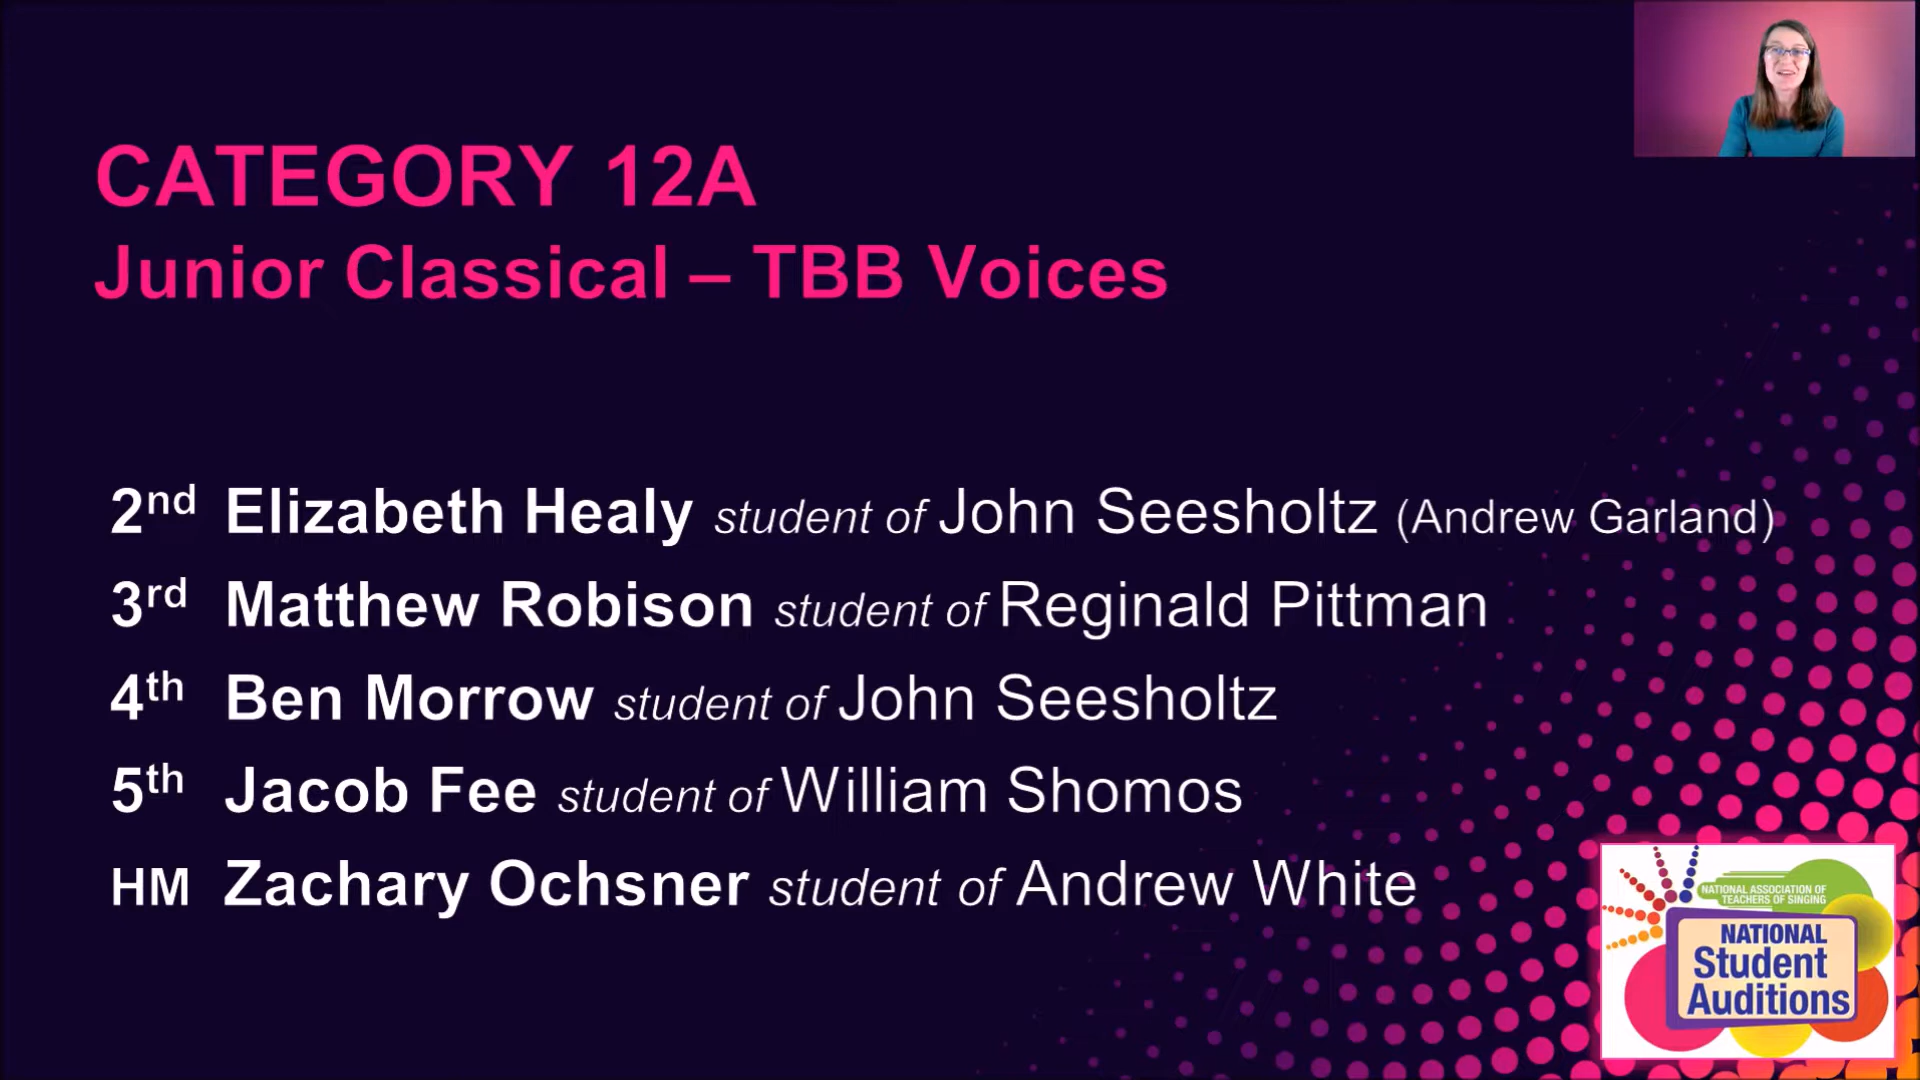 CATEGORY 12A
Junior Classical – TBB Voices
2nd Elizabeth Healy student of John Seesholtz (Andrew Garland)
3rd Matthew Robison student of Reginald Pittman
4th Ben Morrow student of John Seesholtz
5th Jacob Fee student of William Shomos
HM Zachary Ochsner student of Andrew White
NATIONAL ASSOCIATION OF
TEACHERS OF SINGING
NATIONAL
Student
Auditions